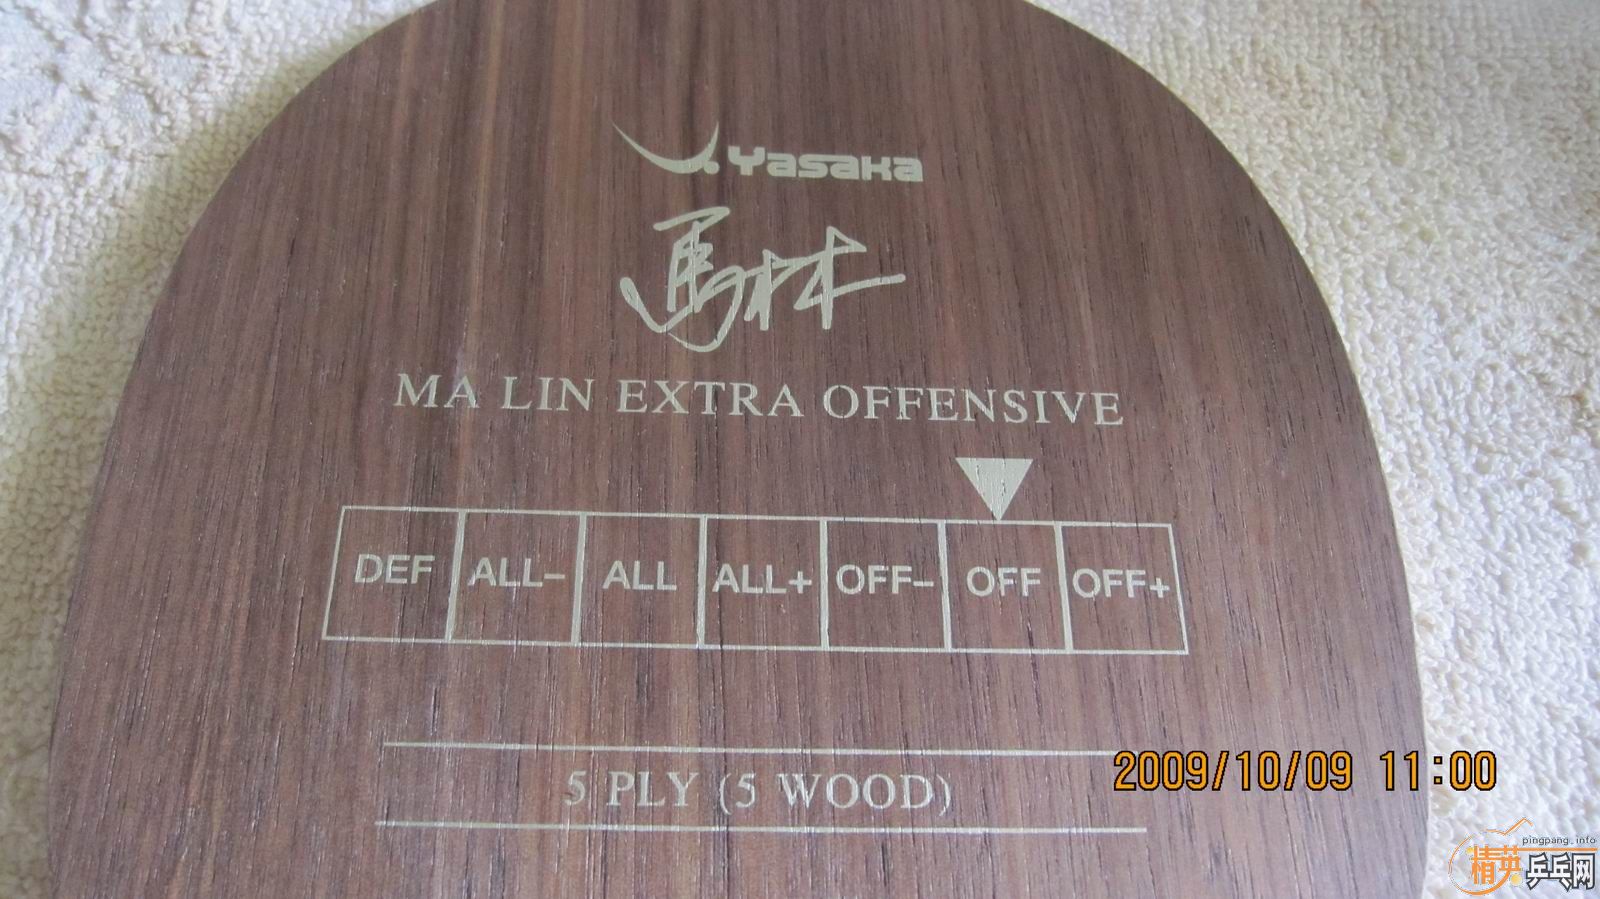 Yasaka
馬林
MA LIN EXTRA OFFENSIVE
DEF ALL- ALL ALL+ OFF- OFF OFF+
5 PLY (5 WOOD)
2009/10/09 11:00
pingpang.info
精英乒乓网